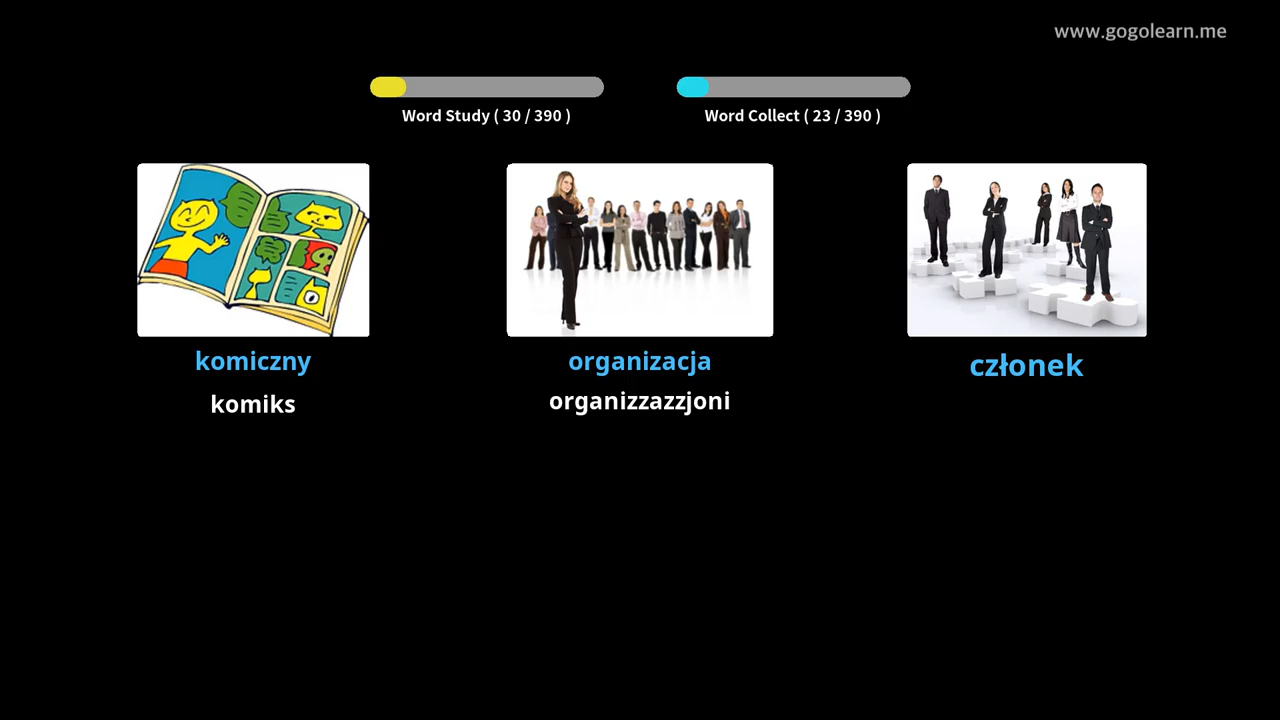 www.gogolearn.me
Word Study ( 30 / 390 )
Word Collect ( 23 / 390 )
komiczny
komiks
organizacja
organizzazzjoni
członek